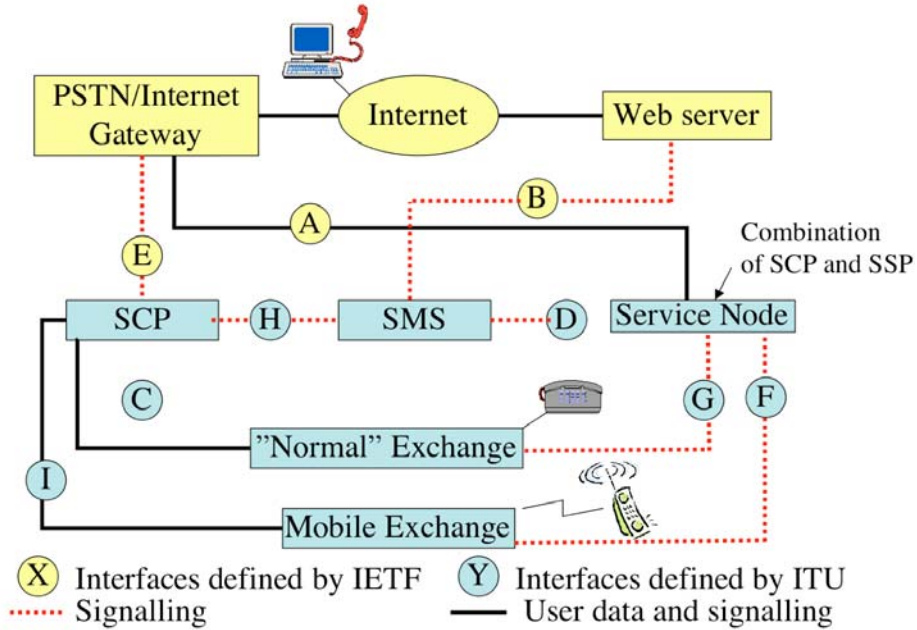 PSTN/Internet
Gateway
Internet
Web server
B
A
E
Combination
of SCP and SSP
SCP
H
SMS
D
Service Node
C
G
F
"Normal" Exchange
I
Mobile Exchange
X Interfaces defined by IETF
Y Interfaces defined by ITU
Signalling
User data and signalling